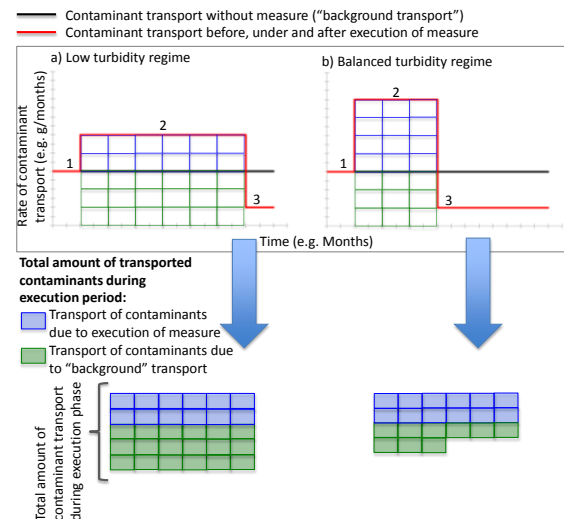 Contaminant transport without measure (“background transport”)
Contaminant transport before, under and after execution of measure
a) Low turbidity regime
b) Balanced turbidity regime
Rate of contaminant
transport (e.g. g/months)
1
2
3
1
2
3
Time (e.g. Months)
Total amount of transported
contaminants during
execution period:
Transport of contaminants
due to execution of measure
Transport of contaminants due
to “background” transport
Total amount of
contaminant transport
during execution phase